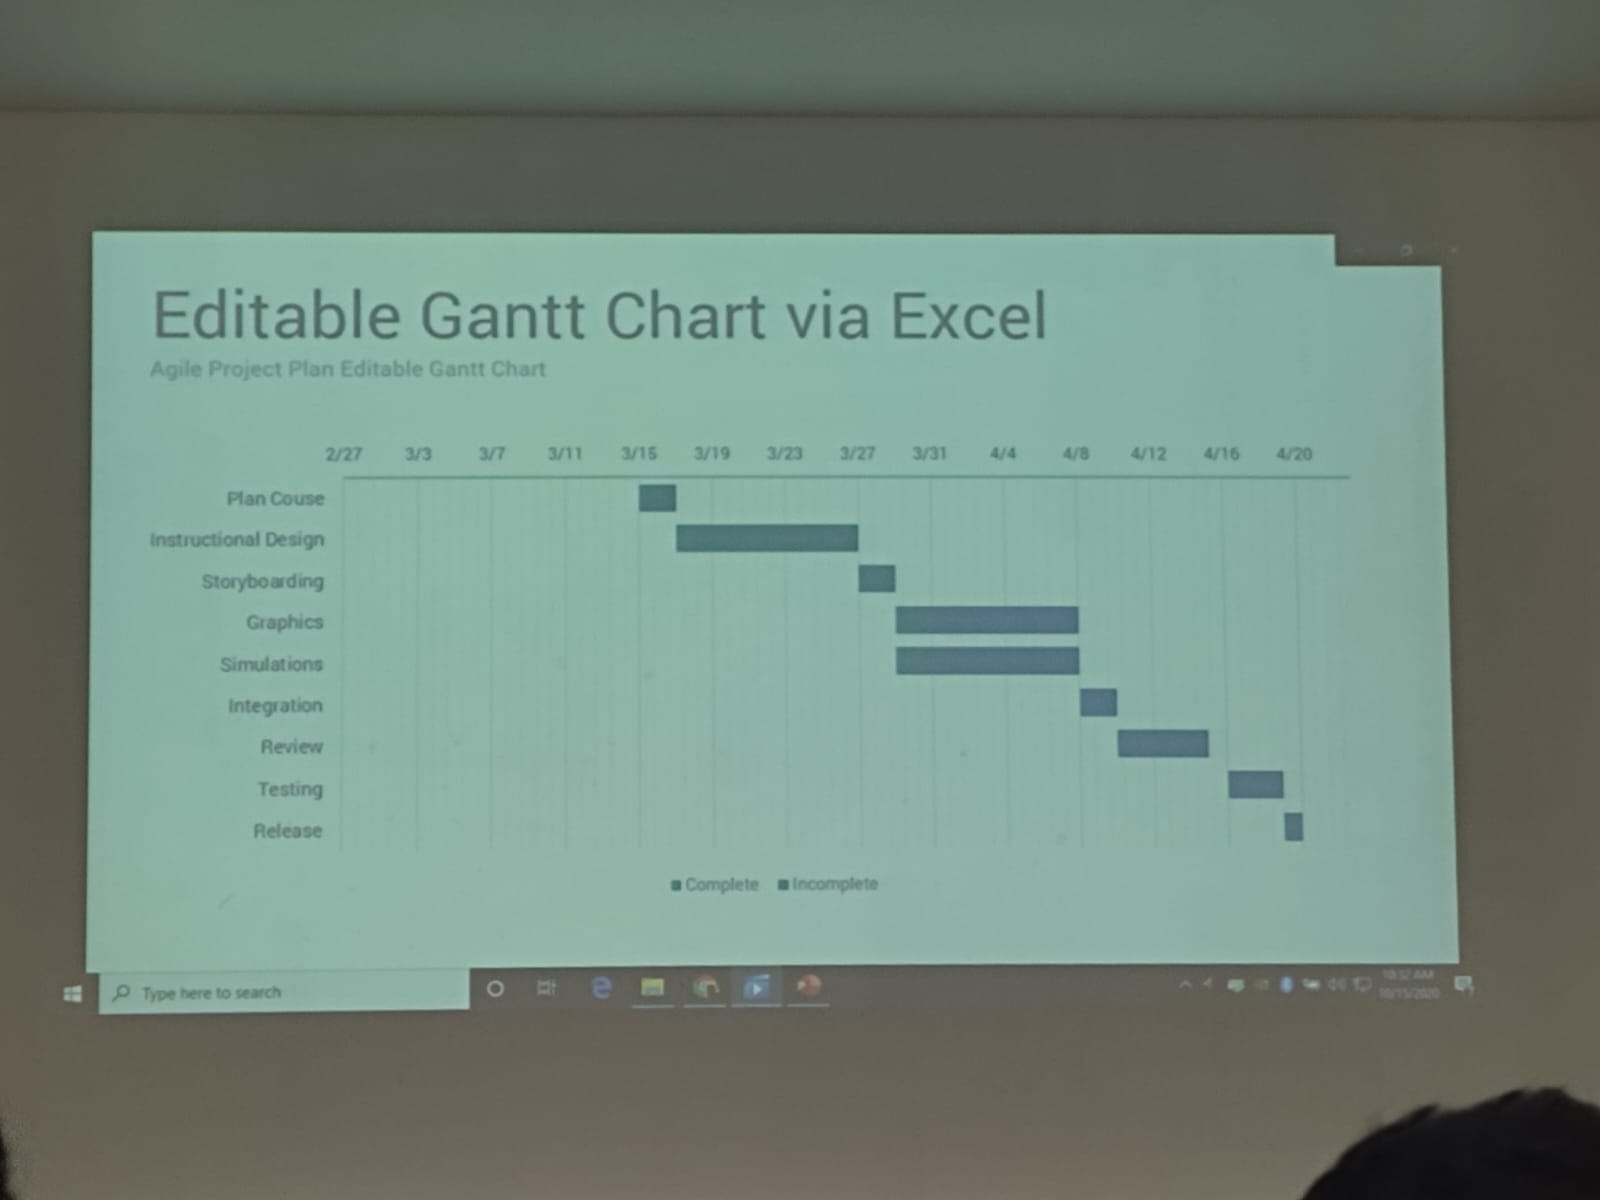 Editable Gantt Chart via Excel
Agile Project Plan Editable Gantt Chart
2/27 3/3 3/7 3/11 3/15 3/19 3/23 3/27 3/31 4/4 4/8 4/12 4/16 4/20
Plan Couse
Instructional Design
Storyboarding
Graphics
Simulations
Integration
Review
Testing
Release
Complete Incomplete
Type here to search
10:32 AM
10/15/2020